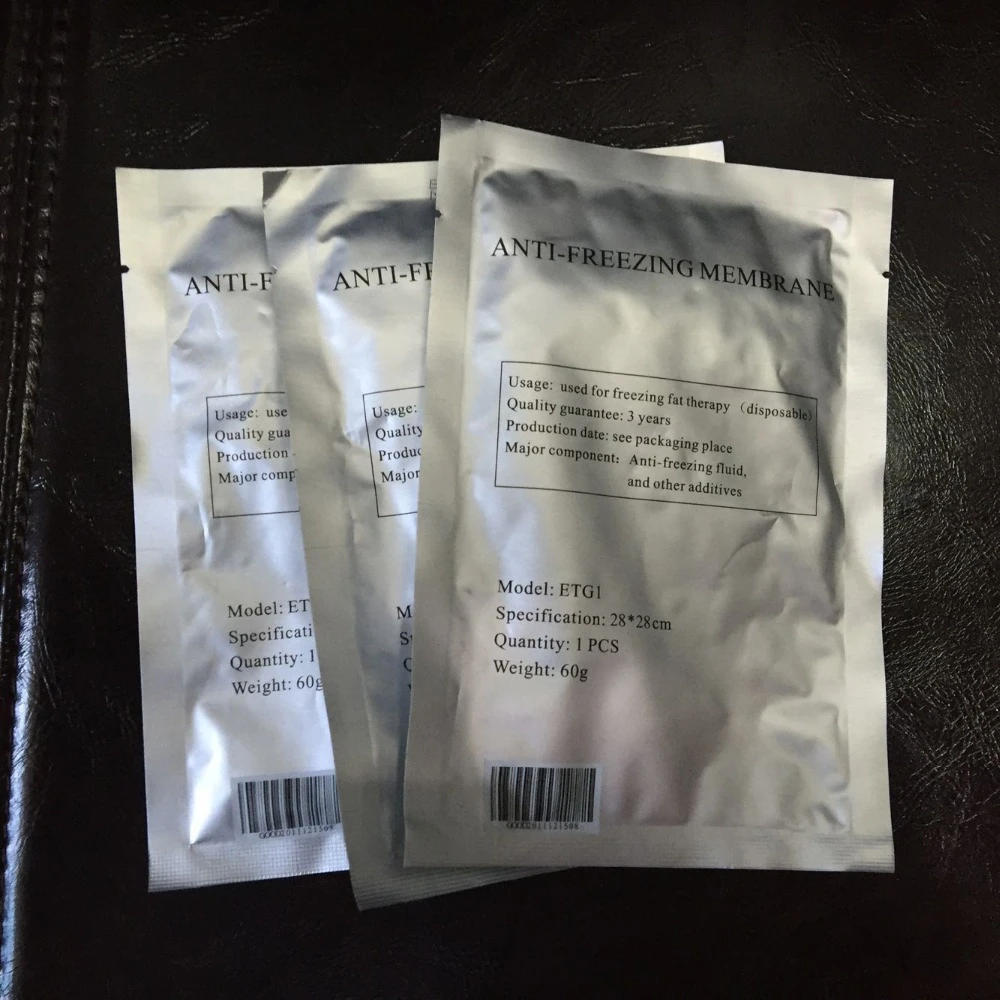 ANTI-FREEZING MEMBRANE
Usage: used for freezing fat therapy (disposable)
Quality guarantee: 3 years
Production date: see packaging place
Major component: Anti-freezing fluid,
and other additives
Model: ETG1
Specification: 28*28cm
Quantity: 1 PCS
Weight: 60g
ANTI-F
Usage:
Quality
Produc
Major
M
ANTI-F
Usage: use
Quality gua
Production
Major comp
Model: ET
Specificati
Quantity: 1
Weight: 60g